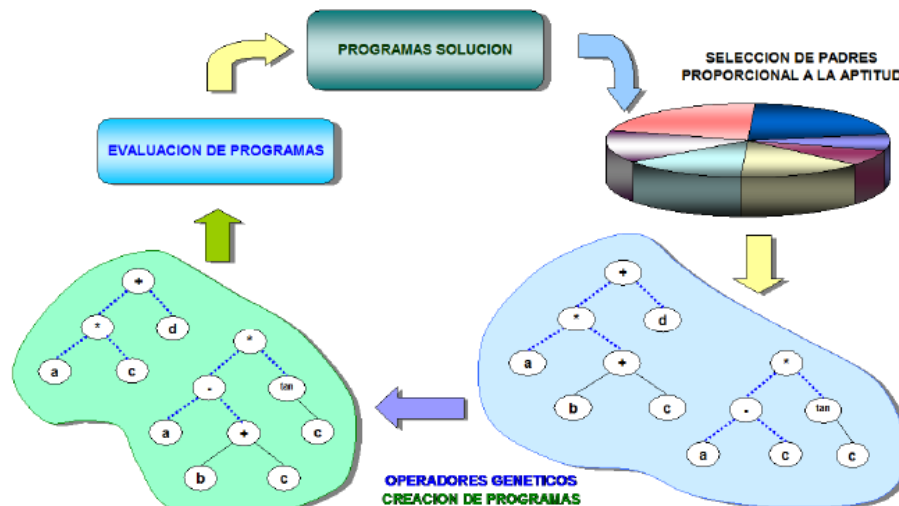 PROGRAMAS SOLUCION
SELECCION DE PADRES
PROPORCIONAL A LA APTITUD
EVALUACION DE PROGRAMAS
+
*
d
a
c
*
-
tan
a
+
c
b
c
+
*
d
a
+
b
c
*
-
tan
a
c
c
OPERADORES GENETICOS
CREACION DE PROGRAMAS